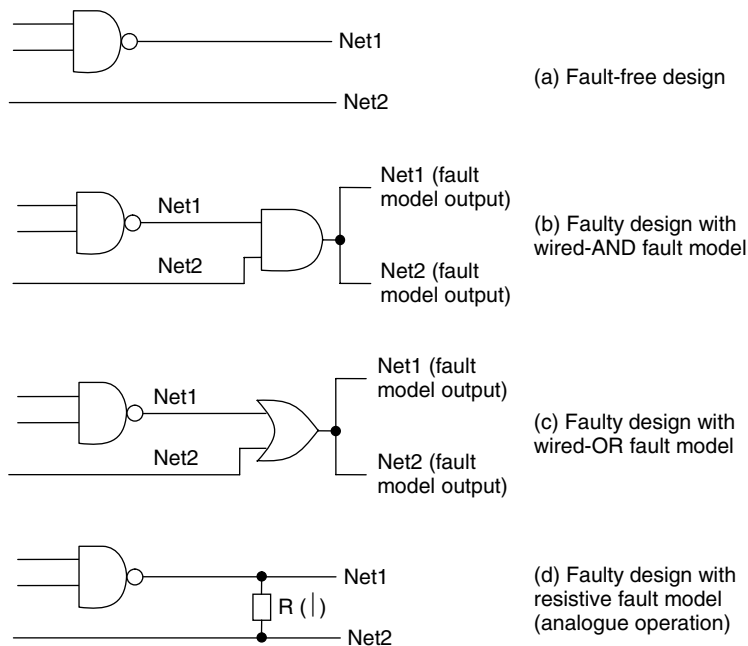 Net1
Net2
(a) Fault-free design
Net1
Net2
Net1 (fault
model output)
Net2 (fault
model output)
(b) Faulty design with
wired-AND fault model
Net1
Net2
Net1 (fault
model output)
Net2 (fault
model output)
(c) Faulty design with
wired-OR fault model
Net1
R (|)
Net2
(d) Faulty design with
resistive fault model
(analogue operation)